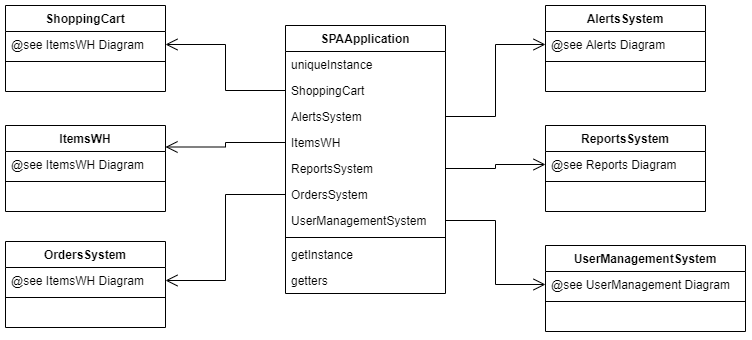 ShoppingCart
@see ItemsWH Diagram
ItemsWH
@see ItemsWH Diagram
OrdersSystem
@see ItemsWH Diagram
SPAApplication
uniqueInstance
ShoppingCart
AlertsSystem
ItemsWH
ReportsSystem
OrdersSystem
UserManagementSystem
getInstance
getters
AlertsSystem
@see Alerts Diagram
ReportsSystem
@see Reports Diagram
UserManagementSystem
@see UserManagement Diagram